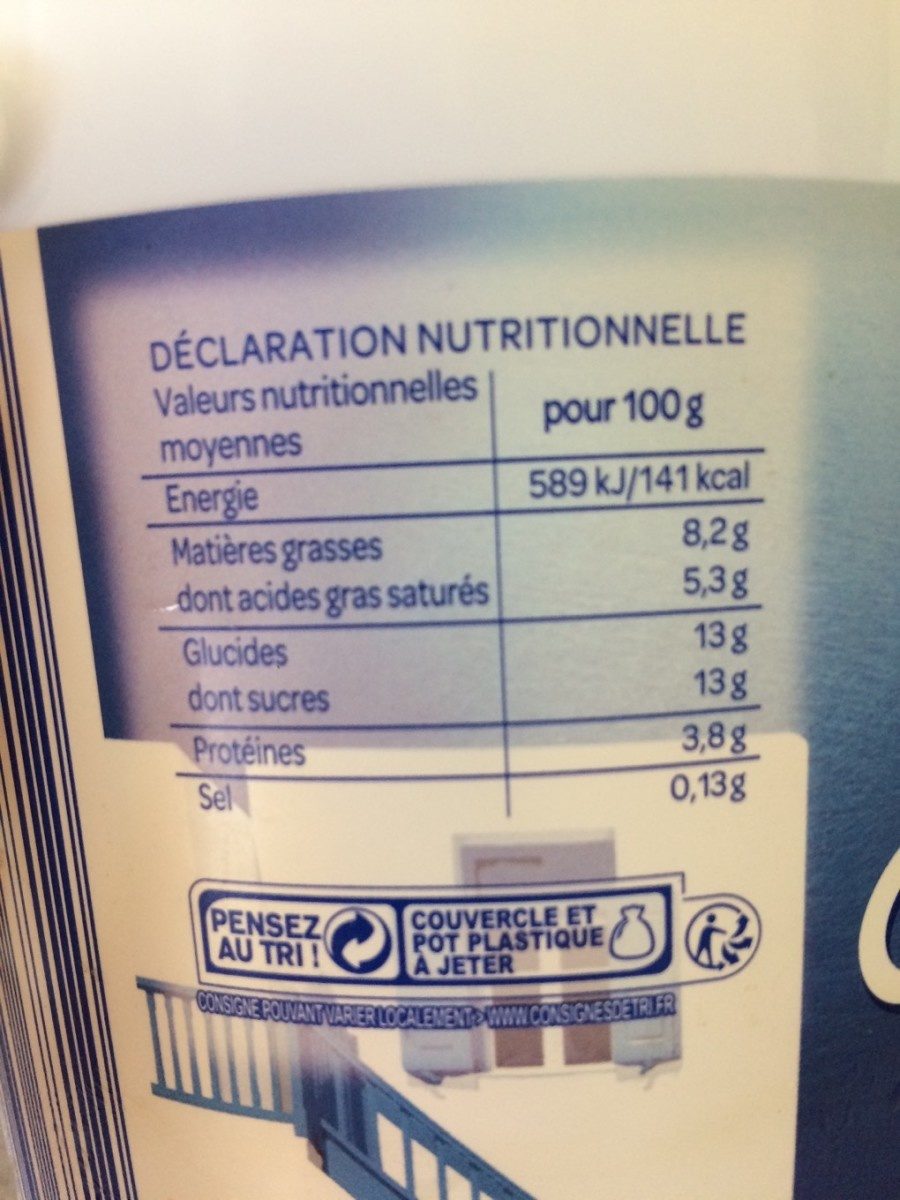 DÉCLARATION NUTRITIONNELLE
Valeurs nutritionnelles moyennes pour 100 g
Energie 589 kJ/141 kcal
Matières grasses 8,2 g
dont acides gras saturés 5,3 g
Glucides 13 g
dont sucres 13 g
Protéines 3,8 g
Sel 0,13 g
PENSEZ
AU TRI !
COUVERCLE ET
POT PLASTIQUE
À JETER
CONSIGNE POUVANT VARIER LOCALEMENT > WWW.CONSIGNESDETRI.FR